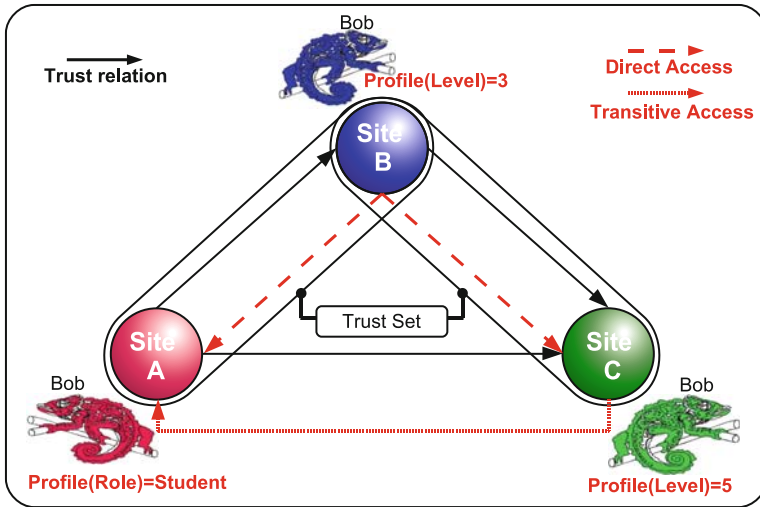 Bob
Trust relation
Profile(Level)=3
Direct Access
Transitive Access
Site
B
Trust Set
Site
A
Site
C
Bob
Bob
Profile(Role)=Student
Profile(Level)=5